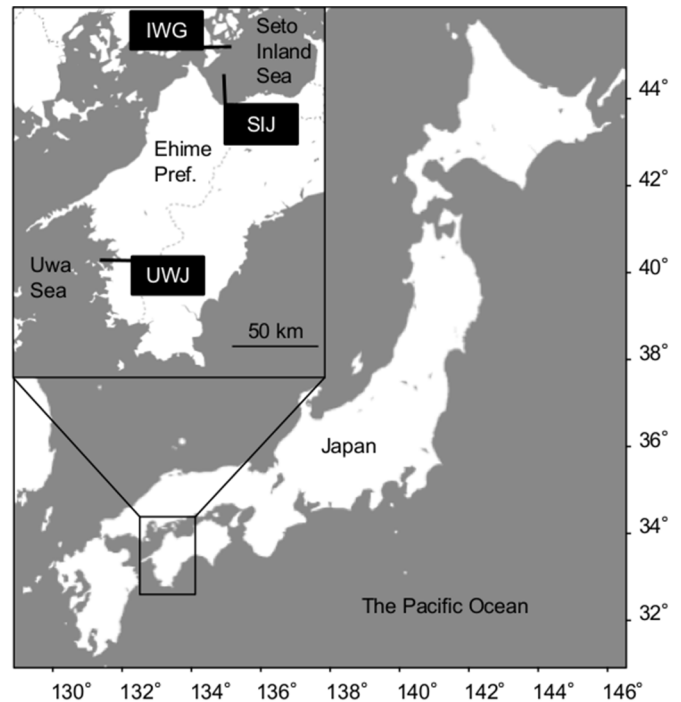 IWG
Seto
Inland
Sea
SIJ
Ehime
Pref.
Uwa
Sea
UWJ
50 km
Japan
The Pacific Ocean
44°
42°
40°
38°
36°
34°
32°
130° 132° 134° 136° 138° 140° 142° 144° 146°